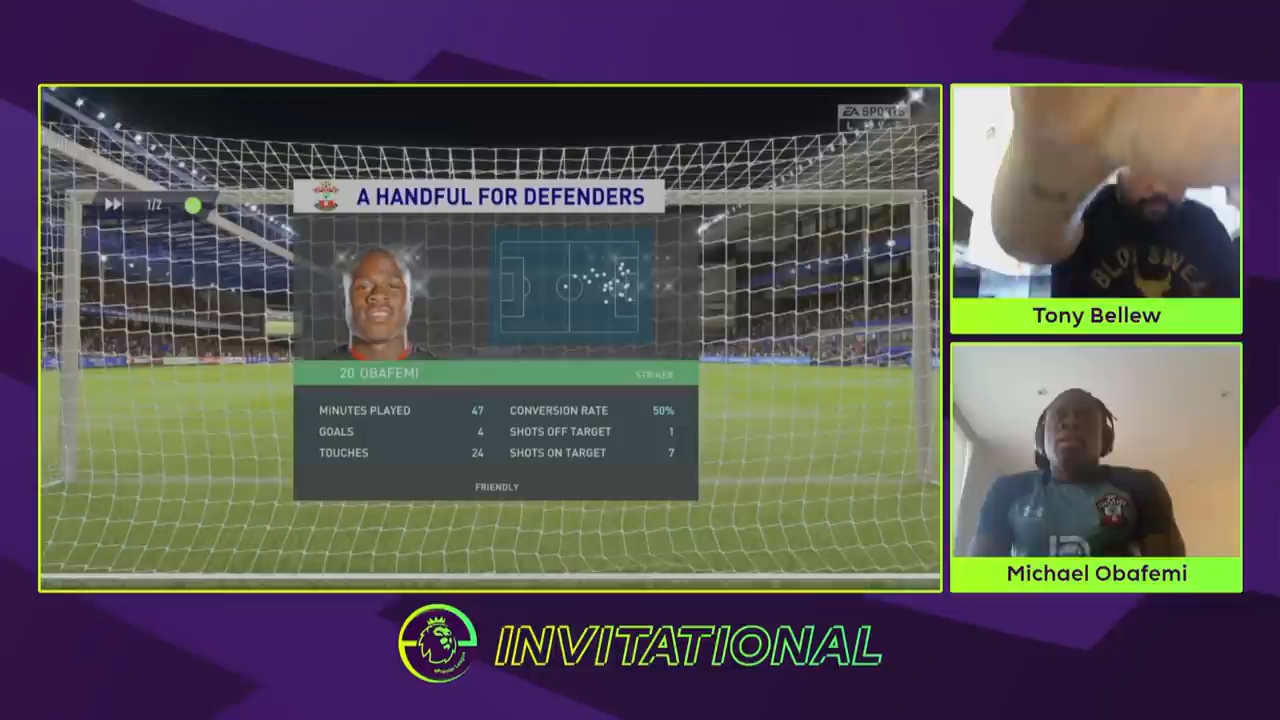 EA SPORTS
1/2
A HANDFUL FOR DEFENDERS
20 OBAFEMI
STRIKER
MINUTES PLAYED 47 CONVERSION RATE 50%
GOALS 4 SHOTS OFF TARGET 1
TOUCHES 24 SHOTS ON TARGET 7
FRIENDLY
Tony Bellew
Michael Obafemi
INVITATIONAL